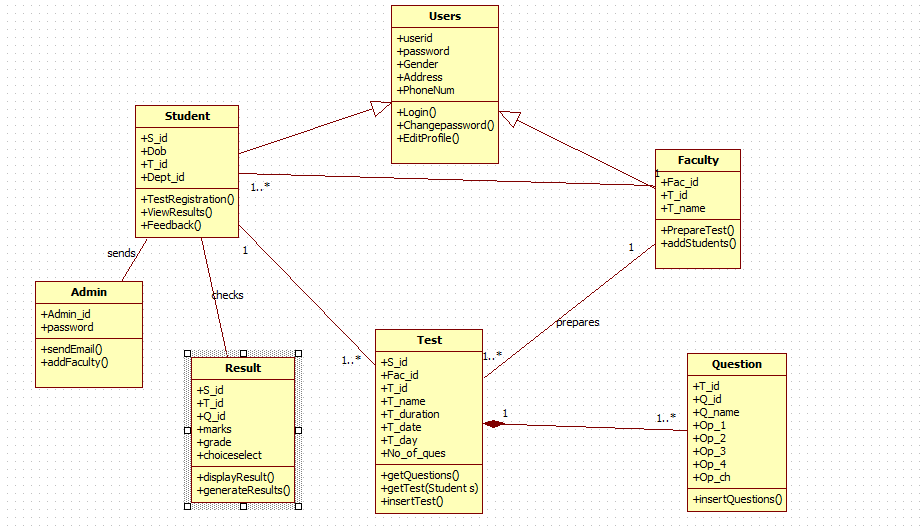 Users
+userid
+password
+Gender
+Address
+PhoneNum
+Login()
+Changepassword()
+EditProfile()
Student
+S_id
+Dob
+T_id
+Dept_id
+TestRegistration()
+ViewResults()
+Feedback()
1..*
1
Faculty
+Fac_id
+T_id
+T_name
+PrepareTest()
+addStudents()
sends
1
1
checks
prepares
1..*
1..*
Admin
+Admin_id
+password
+sendEmail()
+addFaculty()
Result
+S_id
+T_id
+Q_id
+marks
+grade
+choiceselect
+displayResult()
+generateResults()
Test
+S_id
+Fac_id
+T_id
+T_name
+T_duration
+T_date
+T_day
+No_of_ques
+getQuestions()
+getTest(Student s)
+insertTest()
1
1..*
Question
+T_id
+Q_id
+Q_name
+Op_1
+Op_2
+Op_3
+Op_4
+Op_ch
+insertQuestions()